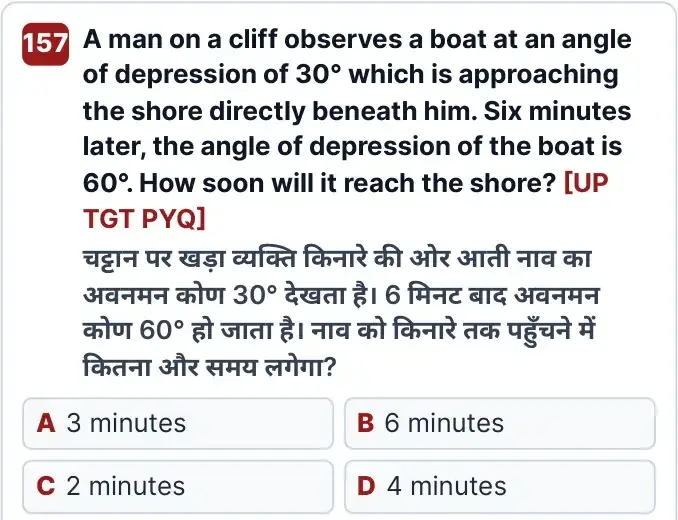 157 A man on a cliff observes a boat at an angle
of depression of 30° which is approaching
the shore directly beneath him. Six minutes
later, the angle of depression of the boat is
60°. How soon will it reach the shore? [UP
TGT PYQ]
चट्टान पर खड़ा व्यक्ति किनारे की ओर आती नाव का
अवनमन कोण 30° देखता है। 6 मिनट बाद अवनमन
कोण 60° हो जाता है। नाव को किनारे तक पहुँचने में
कितना और समय लगेगा?
A 3 minutes
B 6 minutes
C 2 minutes
D 4 minutes